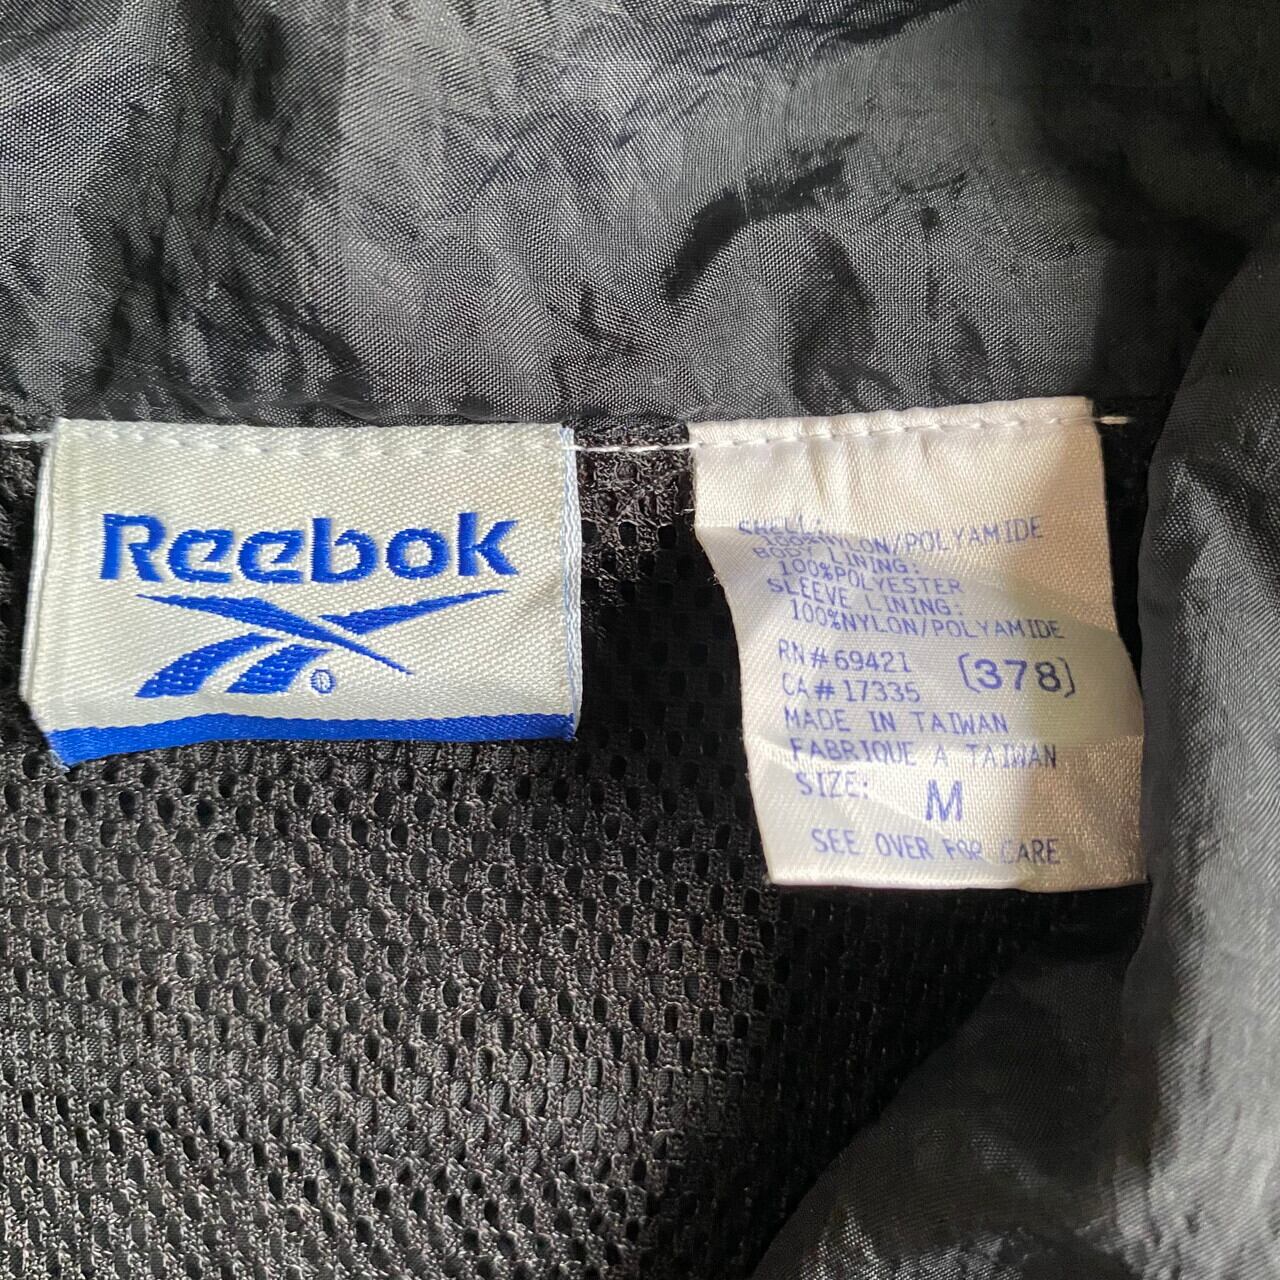 Reebok
®
SHELL:
100%NYLON/POLYAMIDE
BODY LINING:
100%POLYESTER
SLEEVE LINING:
100%NYLON/POLYAMIDE
RN#69421
CA#17335 (378)
MADE IN TAIWAN
FABRIQUE A TAIWAN
SIZE: M
SEE OVER FOR CARE